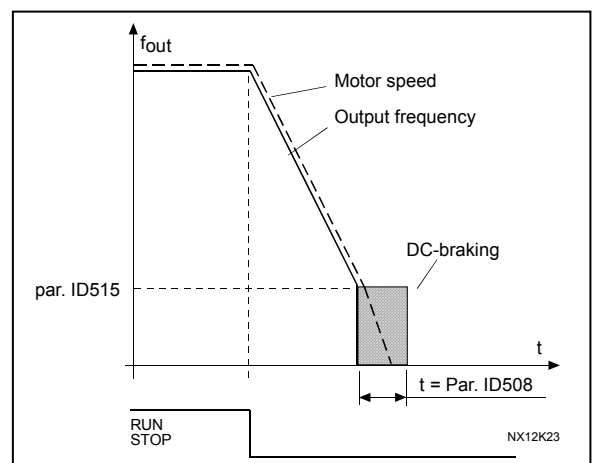 fout
Motor speed
Output frequency
DC-braking
par. ID515
t
t = Par. ID508
RUN
STOP
NX12K23